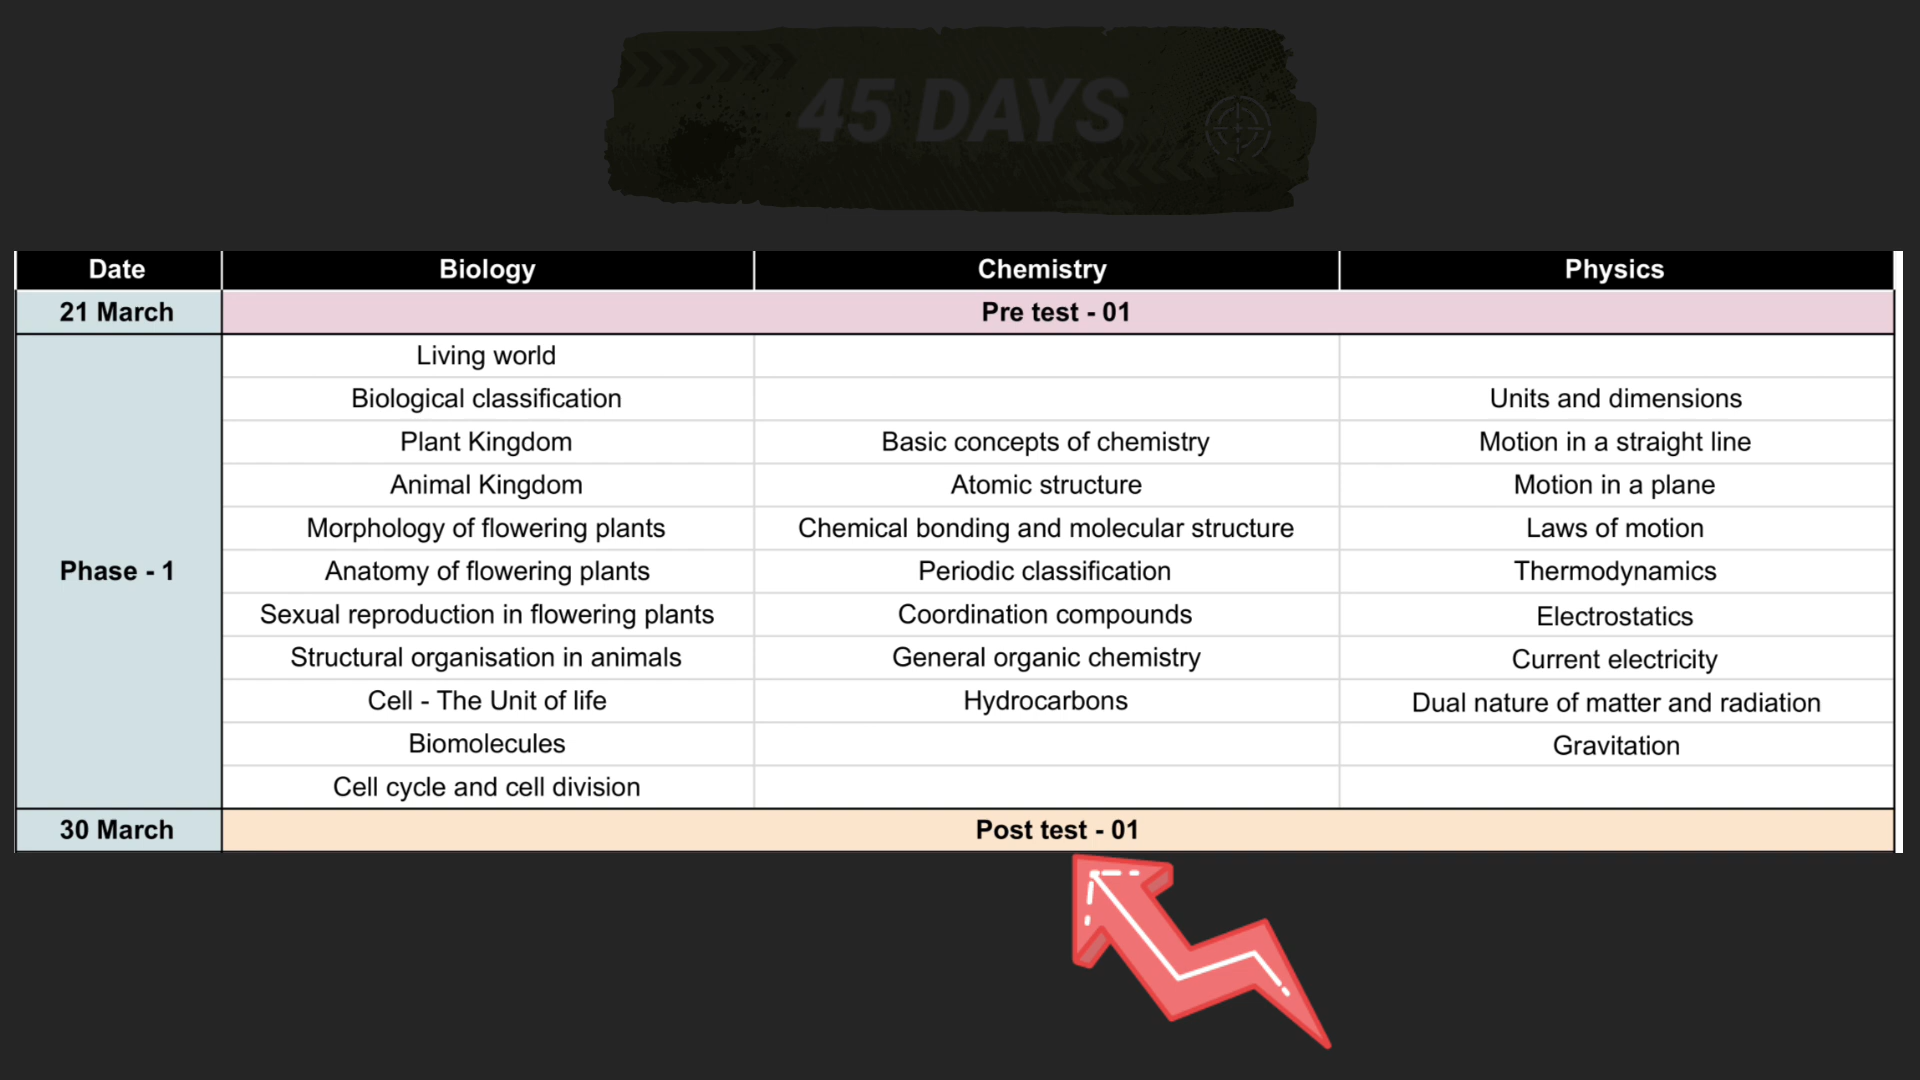 45 DAYS
Date Biology Chemistry Physics
21 March Pre test - 01
Living world
Biological classification Units and dimensions
Plant Kingdom Basic concepts of chemistry Motion in a straight line
Animal Kingdom Atomic structure Motion in a plane
Morphology of flowering plants Chemical bonding and molecular structure Laws of motion
Phase - 1 Anatomy of flowering plants Periodic classification Thermodynamics
Sexual reproduction in flowering plants Coordination compounds Electrostatics
Structural organisation in animals General organic chemistry Current electricity
Cell - The Unit of life Hydrocarbons Dual nature of matter and radiation
Biomolecules Gravitation
Cell cycle and cell division
30 March Post test - 01